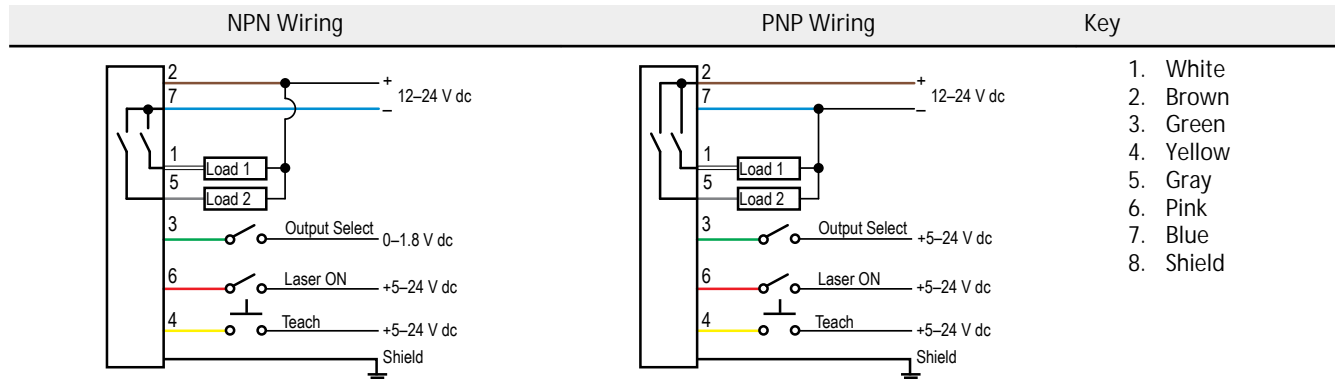 NPN Wiring
PNP Wiring
Key
2
+
7
12–24 V dc
–
1
Load 1
5
Load 2
3
Output Select
0–1.8 V dc
6
Laser ON
+5–24 V dc
4
Teach
+5–24 V dc
Shield
2
+
7
12–24 V dc
–
1
Load 1
5
Load 2
3
Output Select
+5–24 V dc
6
Laser ON
+5–24 V dc
4
Teach
+5–24 V dc
Shield
1. White
2. Brown
3. Green
4. Yellow
5. Gray
6. Pink
7. Blue
8. Shield